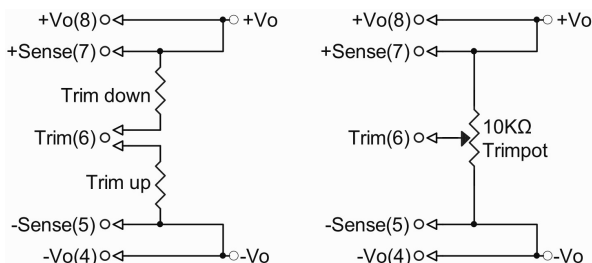 +Vo(8)
+Vo
+Sense(7)
Trim down
Trim(6)
Trim up
-Sense(5)
-Vo(4)
-Vo
+Vo(8)
+Vo
+Sense(7)
10KΩ
Trim(6)
Trimpot
-Sense(5)
-Vo(4)
-Vo